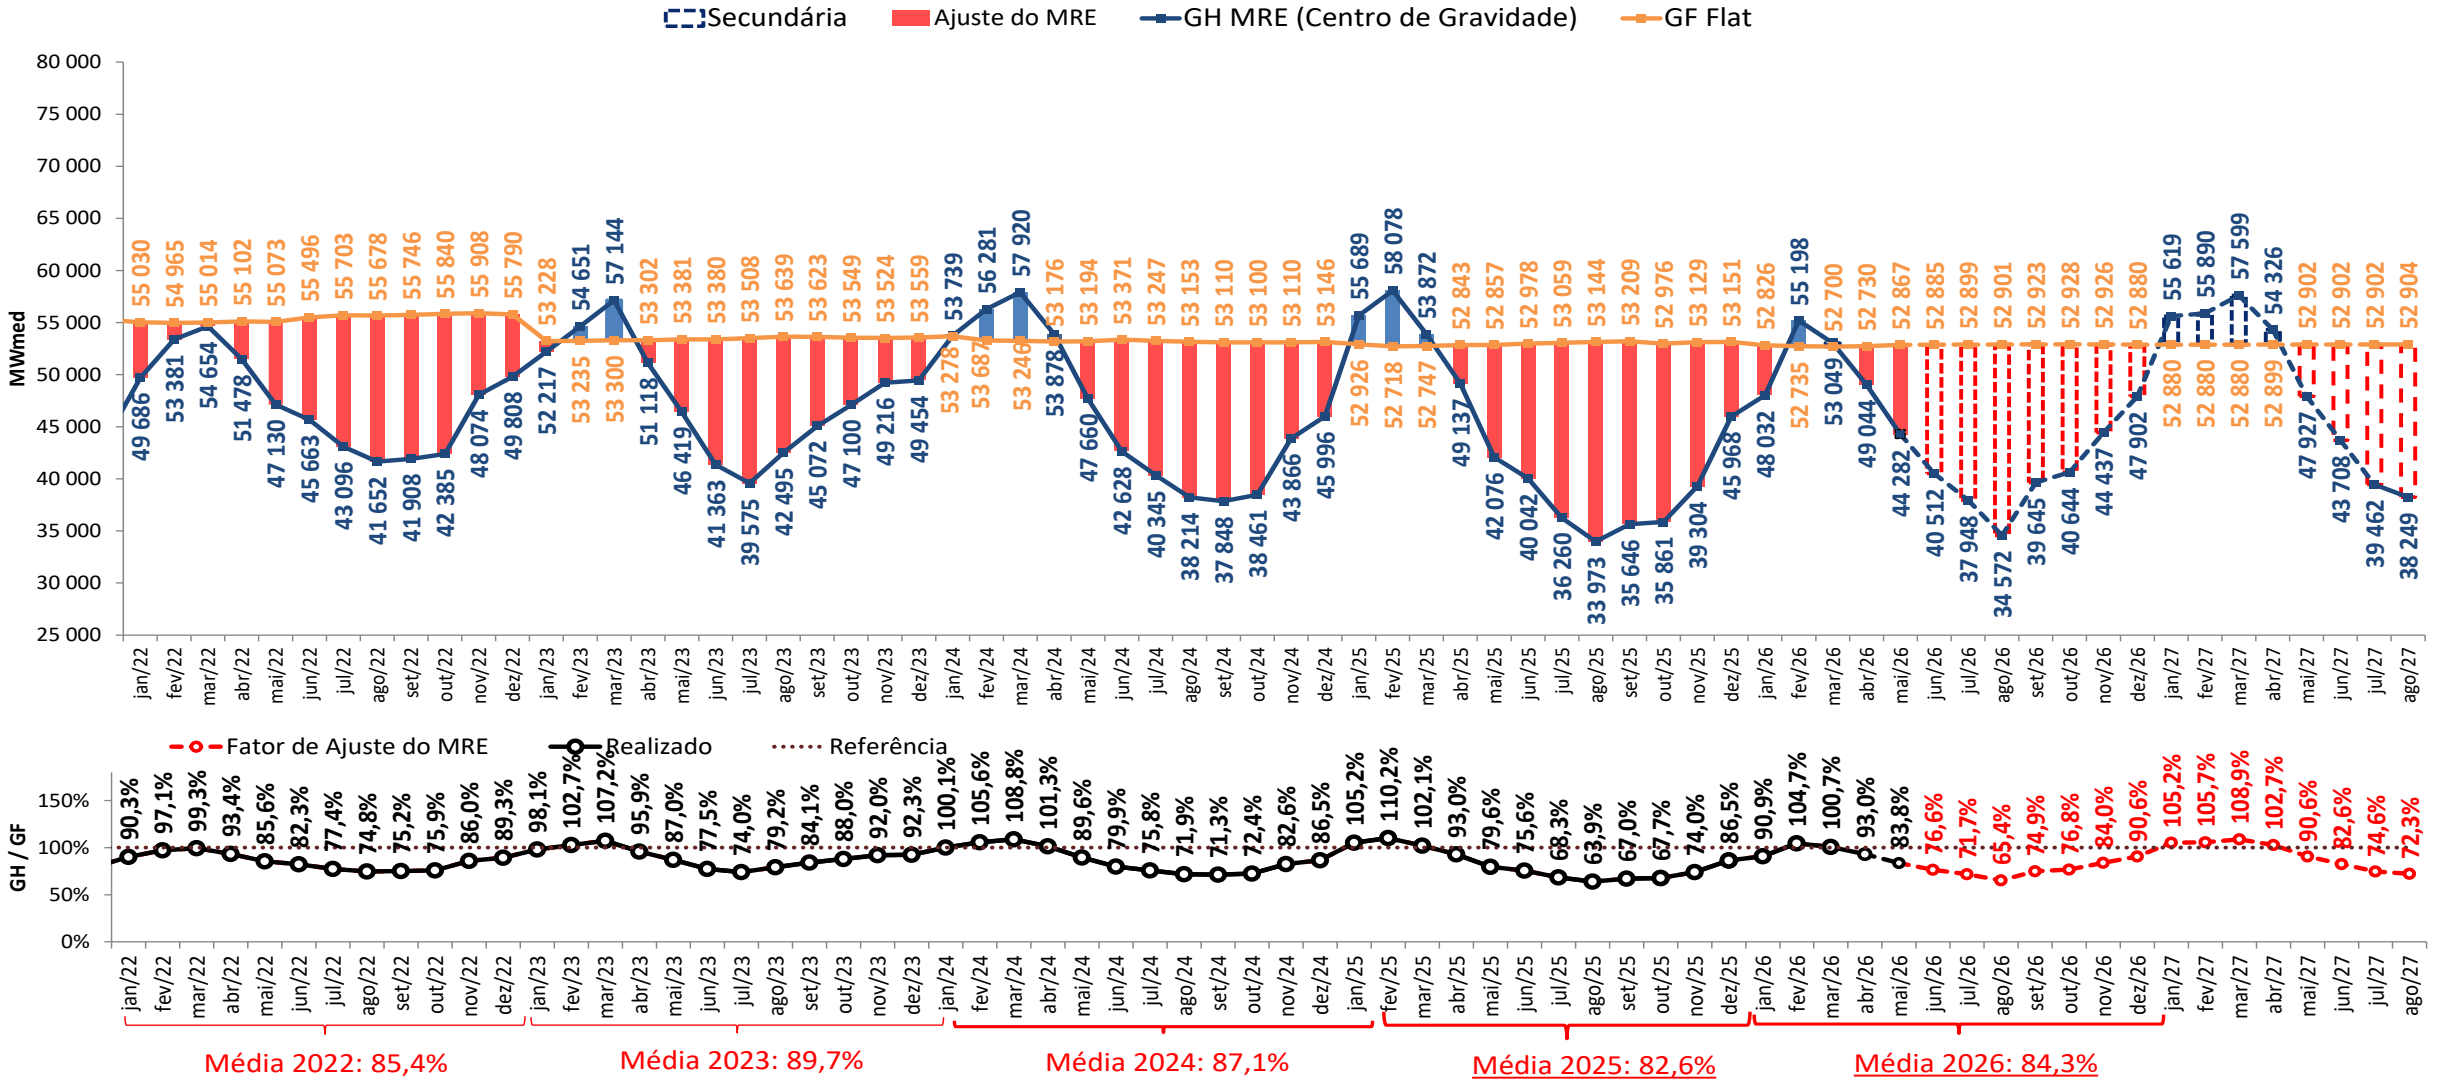 Secundária Ajuste do MRE GH MRE (Centro de Gravidade) GF Flat
MWmed
80 000
75 000
70 000
65 000
60 000
55 000
50 000
45 000
40 000
35 000
30 000
25 000
55 030 54 965 55 014 55 102 55 073 55 496 55 703 55 678 55 746 55 840 55 908 55 790 53 228 54 651 57 144 53 302 53 381 53 380 53 508 53 639 53 623 53 549 53 524 53 559 53 739 56 281 57 920 53 176 53 194 53 371 53 247 53 153 53 110 53 100 53 110 53 146 55 689 58 078 53 872 52 843 52 857 52 978 53 059 53 144 53 209 52 976 53 129 53 151 52 826 55 198 52 700 52 730 52 867 52 885 52 899 52 901 52 923 52 928 52 926 52 880 55 619 55 890 57 599 54 326 52 902 52 902 52 902 52 904
49 686 53 381 54 654 51 478 47 130 45 663 43 096 41 652 41 908 42 385 48 074 49 808 52 217 53 235 53 300 51 118 46 419 41 363 39 575 42 495 45 072 47 100 49 216 49 454 53 278 53 687 53 246 53 878 47 660 42 628 40 345 38 214 37 848 38 461 43 866 45 996 52 926 52 718 52 747 49 137 42 076 40 042 36 260 33 973 35 646 35 861 39 304 45 968 48 032 52 735 53 049 49 044 44 282 40 512 37 948 34 572 39 645 40 644 44 437 47 902 52 880 52 880 52 880 52 899 47 927 43 708 39 462 38 249
jan/22 fev/22 mar/22 abr/22 mai/22 jun/22 jul/22 ago/22 set/22 out/22 nov/22 dez/22 jan/23 fev/23 mar/23 abr/23 mai/23 jun/23 jul/23 ago/23 set/23 out/23 nov/23 dez/23 jan/24 fev/24 mar/24 abr/24 mai/24 jun/24 jul/24 ago/24 set/24 out/24 nov/24 dez/24 jan/25 fev/25 mar/25 abr/25 mai/25 jun/25 jul/25 ago/25 set/25 out/25 nov/25 dez/25 jan/26 fev/26 mar/26 abr/26 mai/26 jun/26 jul/26 ago/26 set/26 out/26 nov/26 dez/26 jan/27 fev/27 mar/27 abr/27 mai/27 jun/27 jul/27 ago/27
Fator de Ajuste do MRE Realizado Referência
GH / GF
150%
100%
50%
0%
90,3% 97,1% 99,3% 93,4% 85,6% 82,3% 77,4% 74,8% 75,2% 75,9% 86,0% 89,3% 98,1% 102,7% 107,2% 95,9% 87,0% 77,5% 74,0% 79,2% 84,1% 88,0% 92,0% 92,3% 100,1% 105,6% 108,8% 101,3% 89,6% 79,9% 75,8% 71,9% 71,3% 72,4% 82,6% 86,5% 105,2% 110,2% 102,1% 93,0% 79,6% 75,6% 68,3% 63,9% 67,0% 67,7% 74,0% 86,5% 90,9% 104,7% 100,7% 93,0% 83,8% 76,6% 71,7% 65,4% 74,9% 76,8% 84,0% 90,6% 105,2% 105,7% 108,9% 102,7% 90,6% 82,6% 74,6% 72,3%
jan/22 fev/22 mar/22 abr/22 mai/22 jun/22 jul/22 ago/22 set/22 out/22 nov/22 dez/22 jan/23 fev/23 mar/23 abr/23 mai/23 jun/23 jul/23 ago/23 set/23 out/23 nov/23 dez/23 jan/24 fev/24 mar/24 abr/24 mai/24 jun/24 jul/24 ago/24 set/24 out/24 nov/24 dez/24 jan/25 fev/25 mar/25 abr/25 mai/25 jun/25 jul/25 ago/25 set/25 out/25 nov/25 dez/25 jan/26 fev/26 mar/26 abr/26 mai/26 jun/26 jul/26 ago/26 set/26 out/26 nov/26 dez/26 jan/27 fev/27 mar/27 abr/27 mai/27 jun/27 jul/27 ago/27
Média 2022: 85,4% Média 2023: 89,7% Média 2024: 87,1% Média 2025: 82,6% Média 2026: 84,3%